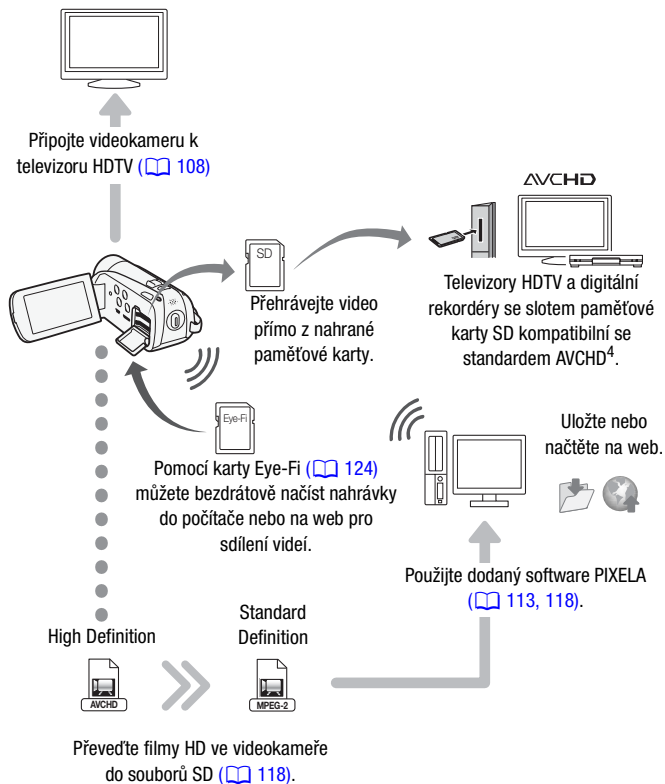 Připojte videokameru k
televizoru HDTV (108)
AVCHD
SD
Přehrávejte video
přímo z nahrané
paměťové karty.
Televizory HDTV a digitální
rekordéry se slotem paměťové
karty SD kompatibilní se
standardem AVCHD4.
Eye-Fi
Pomocí karty Eye-Fi (124)
můžete bezdrátově načíst nahrávky
do počítače nebo na web pro
sdílení videí.
Uložte nebo
načtěte na web.
Použijte dodaný software PIXELA
(113, 118).
High Definition
AVCHD
Standard
Definition
MPEG-2
Převeďte filmy HD ve videokameře
do souborů SD (118).